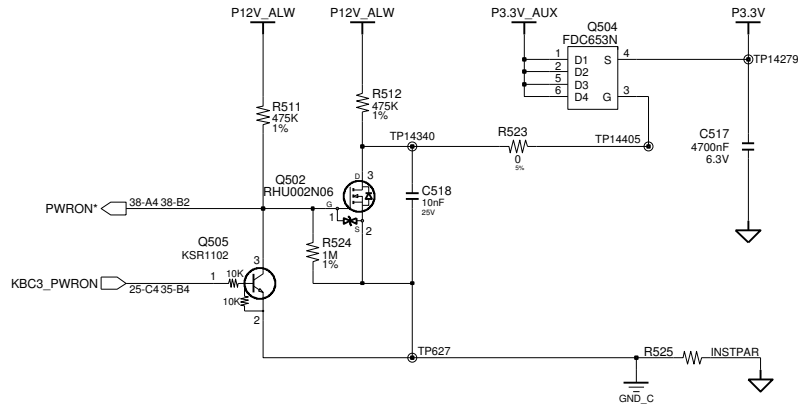 P12V_ALW
P12V_ALW
P3.3V_AUX
P3.3V
Q504
FDC653N
1 D1 S 4
2 D2
5 D3
6 D4 G 3
TP14279
R511
475K
1%
R512
475K
1%
TP14340
R523
0
5%
TP14405
C517
4700nF
6.3V
Q502
RHU002N06
D 3
G
1
S
2
C518
10nF
25V
PWRON*
38-A4 38-B2
Q505
KSR1102
R524
1M
1%
3
KBC3_PWRON
25-C4 35-B4
1
10K
10K
2
TP627
R525
INSTPAR
GND_C